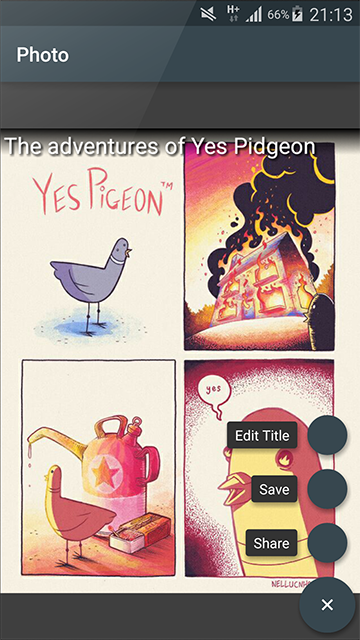 H+ 66% 21:13
Photo
The adventures of Yes Pidgeon
YES PIGEON™
yes
Edit Title
Save
Share